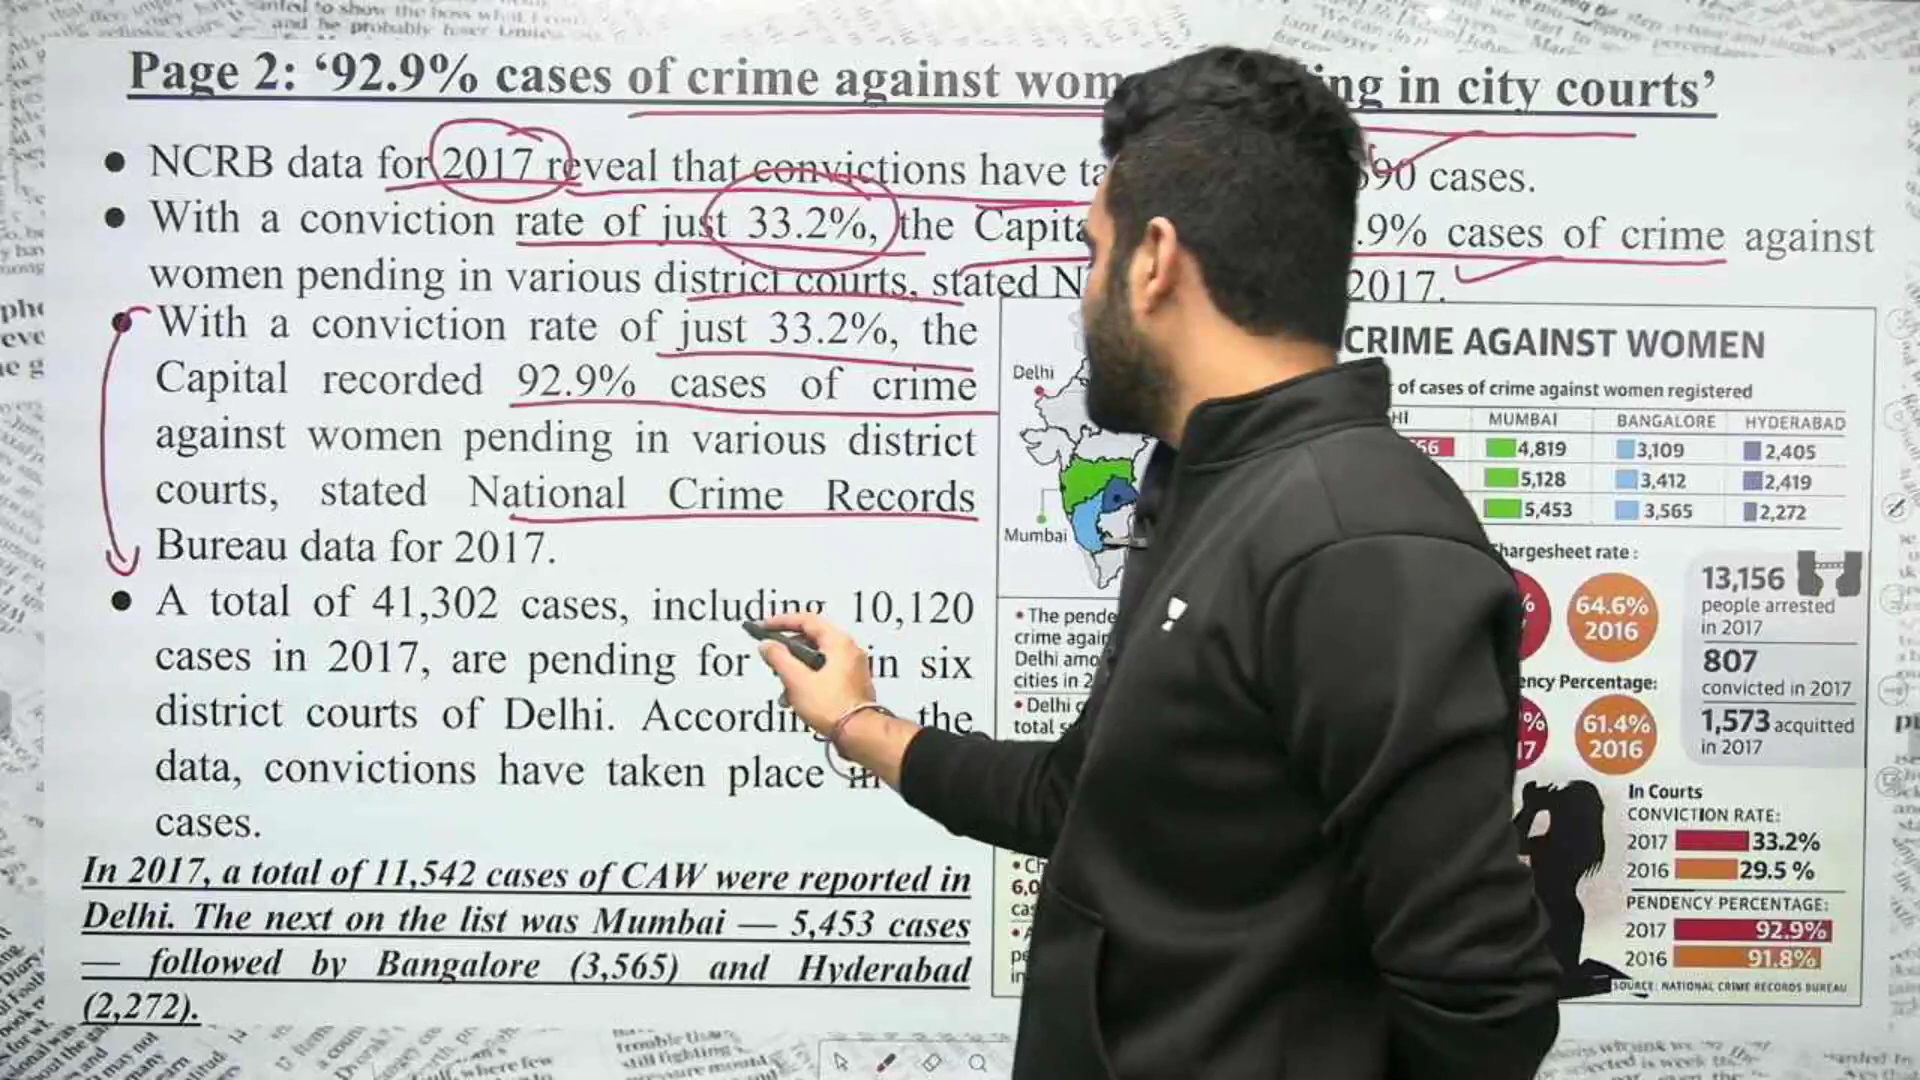 Page 2: ‘92.9% cases of crime against wom ng in city courts’
• NCRB data for 2017 reveal that convictions have ta 90 cases.
• With a conviction rate of just 33.2%, the Capita .9% cases of crime against
women pending in various district courts, stated N 2017.
• With a conviction rate of just 33.2%, the
Capital recorded 92.9% cases of crime
against women pending in various district
courts, stated National Crime Records
Bureau data for 2017.
• A total of 41,302 cases, including 10,120
cases in 2017, are pending for in six
district courts of Delhi. Accordin the
data, convictions have taken place in
cases.
In 2017, a total of 11,542 cases of CAW were reported in
Delhi. The next on the list was Mumbai — 5,453 cases
— followed by Bangalore (3,565) and Hyderabad
(2,272).
Delhi
Mumbai
• The pende
crime again
Delhi amo
cities in 2
• Delhi
total
CRIME AGAINST WOMEN
of cases of crime against women registered
HI MUMBAI BANGALORE HYDERABAD
66 4,819 3,109 2,405
5,128 3,412 2,419
5,453 3,565 2,272
hargesheet rate :
% 64.6%
2016
13,156
people arrested
in 2017
807
convicted in 2017
1,573 acquitted
in 2017
ency Percentage:
% 61.4%
17 2016
In Courts
CONVICTION RATE:
2017 33.2%
2016 29.5 %
PENDENCY PERCENTAGE:
2017 92.9%
2016 91.8%
SOURCE: NATIONAL CRIME RECORDS BUREAU